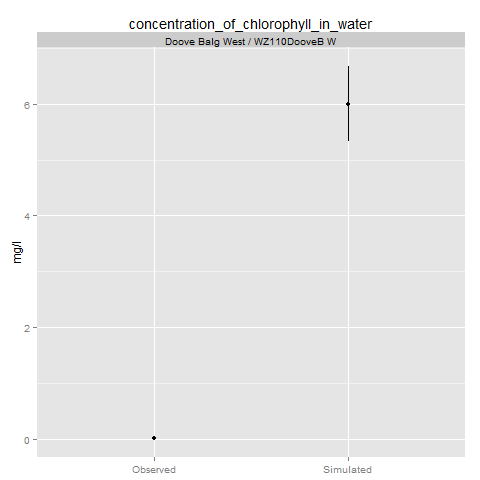 concentration_of_chlorophyll_in_water
Doove Balg West / WZ110DooveB W
6
4
2
0
mg/l
Observed
Simulated